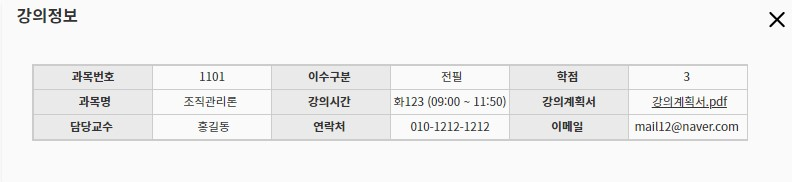 강의정보
과목번호 1101 이수구분 전필 학점 3
과목명 조직관리론 강의시간 화123 (09:00 ~ 11:50) 강의계획서 강의계획서.pdf
담당교수 홍길동 연락처 010-1212-1212 이메일 mail12@naver.com